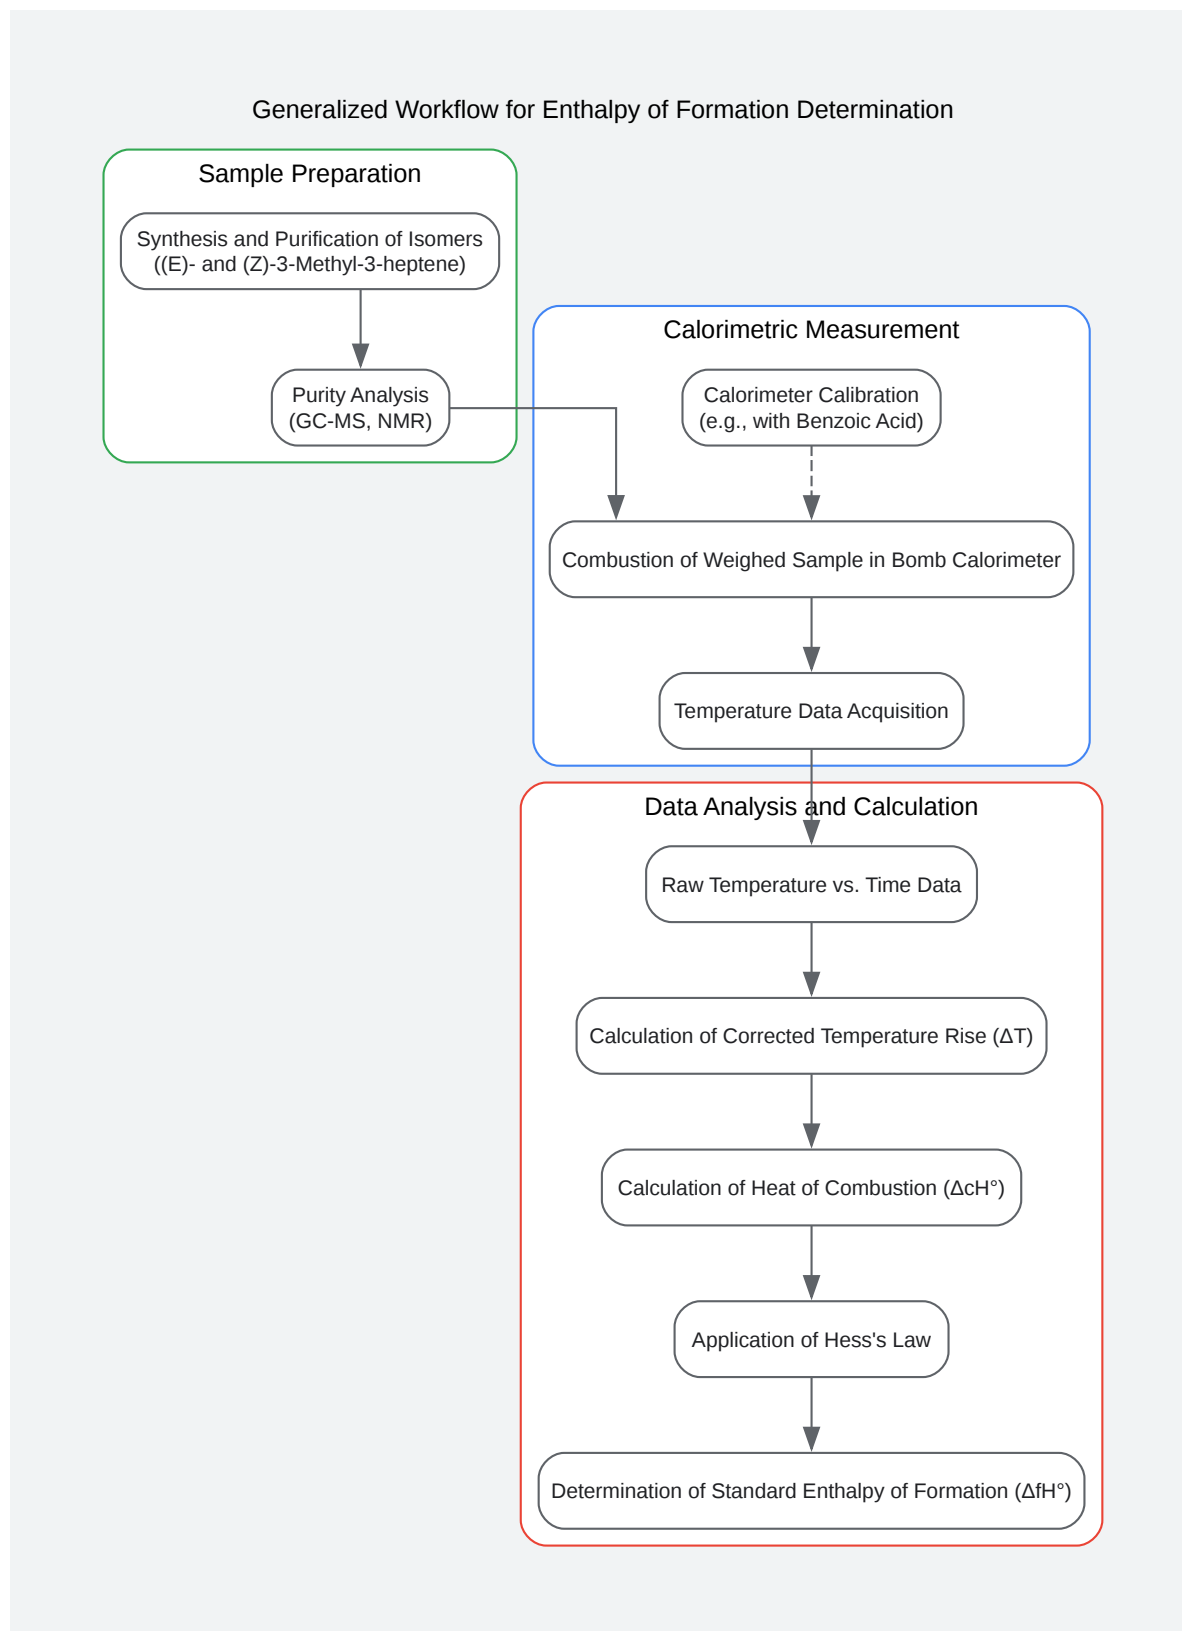 Generalized Workflow for Enthalpy of Formation Determination
Sample Preparation
Synthesis and Purification of Isomers
((E)- and (Z)-3-Methyl-3-heptene)
Purity Analysis
(GC-MS, NMR)
Calorimetric Measurement
Calorimeter Calibration
(e.g., with Benzoic Acid)
Combustion of Weighed Sample in Bomb Calorimeter
Temperature Data Acquisition
Data Analysis and Calculation
Raw Temperature vs. Time Data
Calculation of Corrected Temperature Rise (ΔT)
Calculation of Heat of Combustion (ΔcH°)
Application of Hess's Law
Determination of Standard Enthalpy of Formation (ΔfH°)